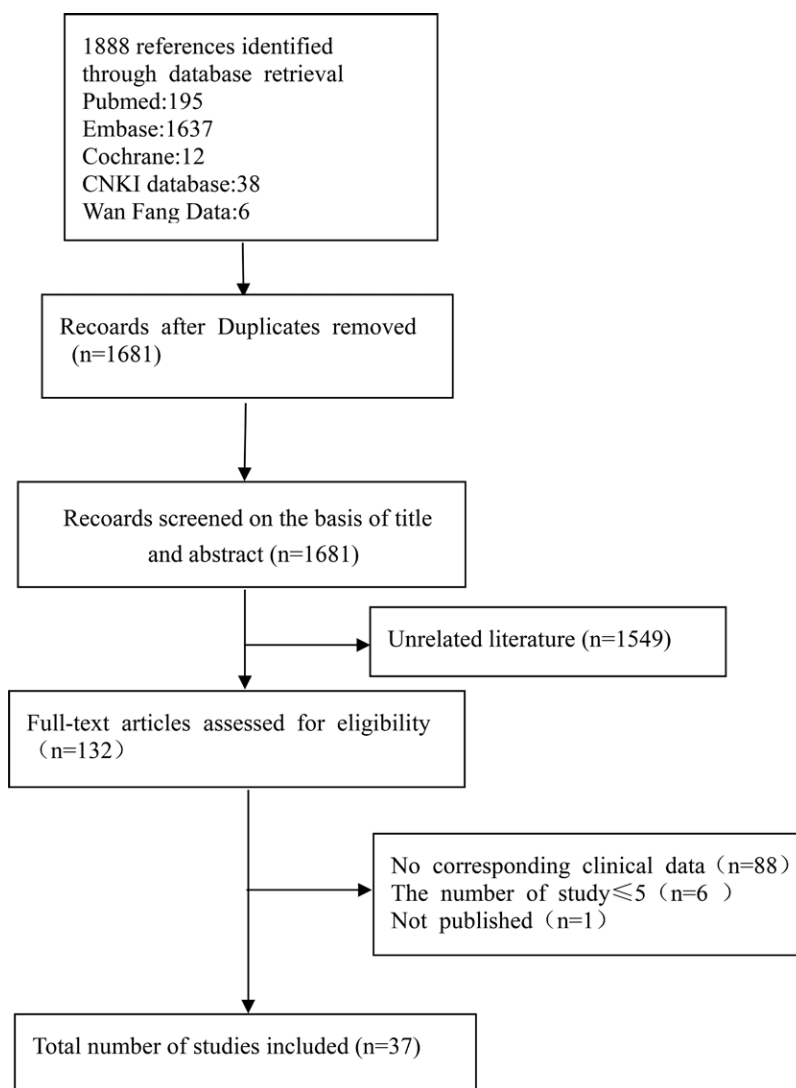 1888 references identified
through database retrieval
Pubmed:195
Embase:1637
Cochrane:12
CNKI database:38
Wan Fang Data:6
Recoards after Duplicates removed
(n=1681)
Recoards screened on the basis of title
and abstract (n=1681)
Unrelated literature (n=1549)
Full-text articles assessed for eligibility
（n=132）
No corresponding clinical data（n=88）
The number of study≤5（n=6 ）
Not published（n=1）
Total number of studies included (n=37)